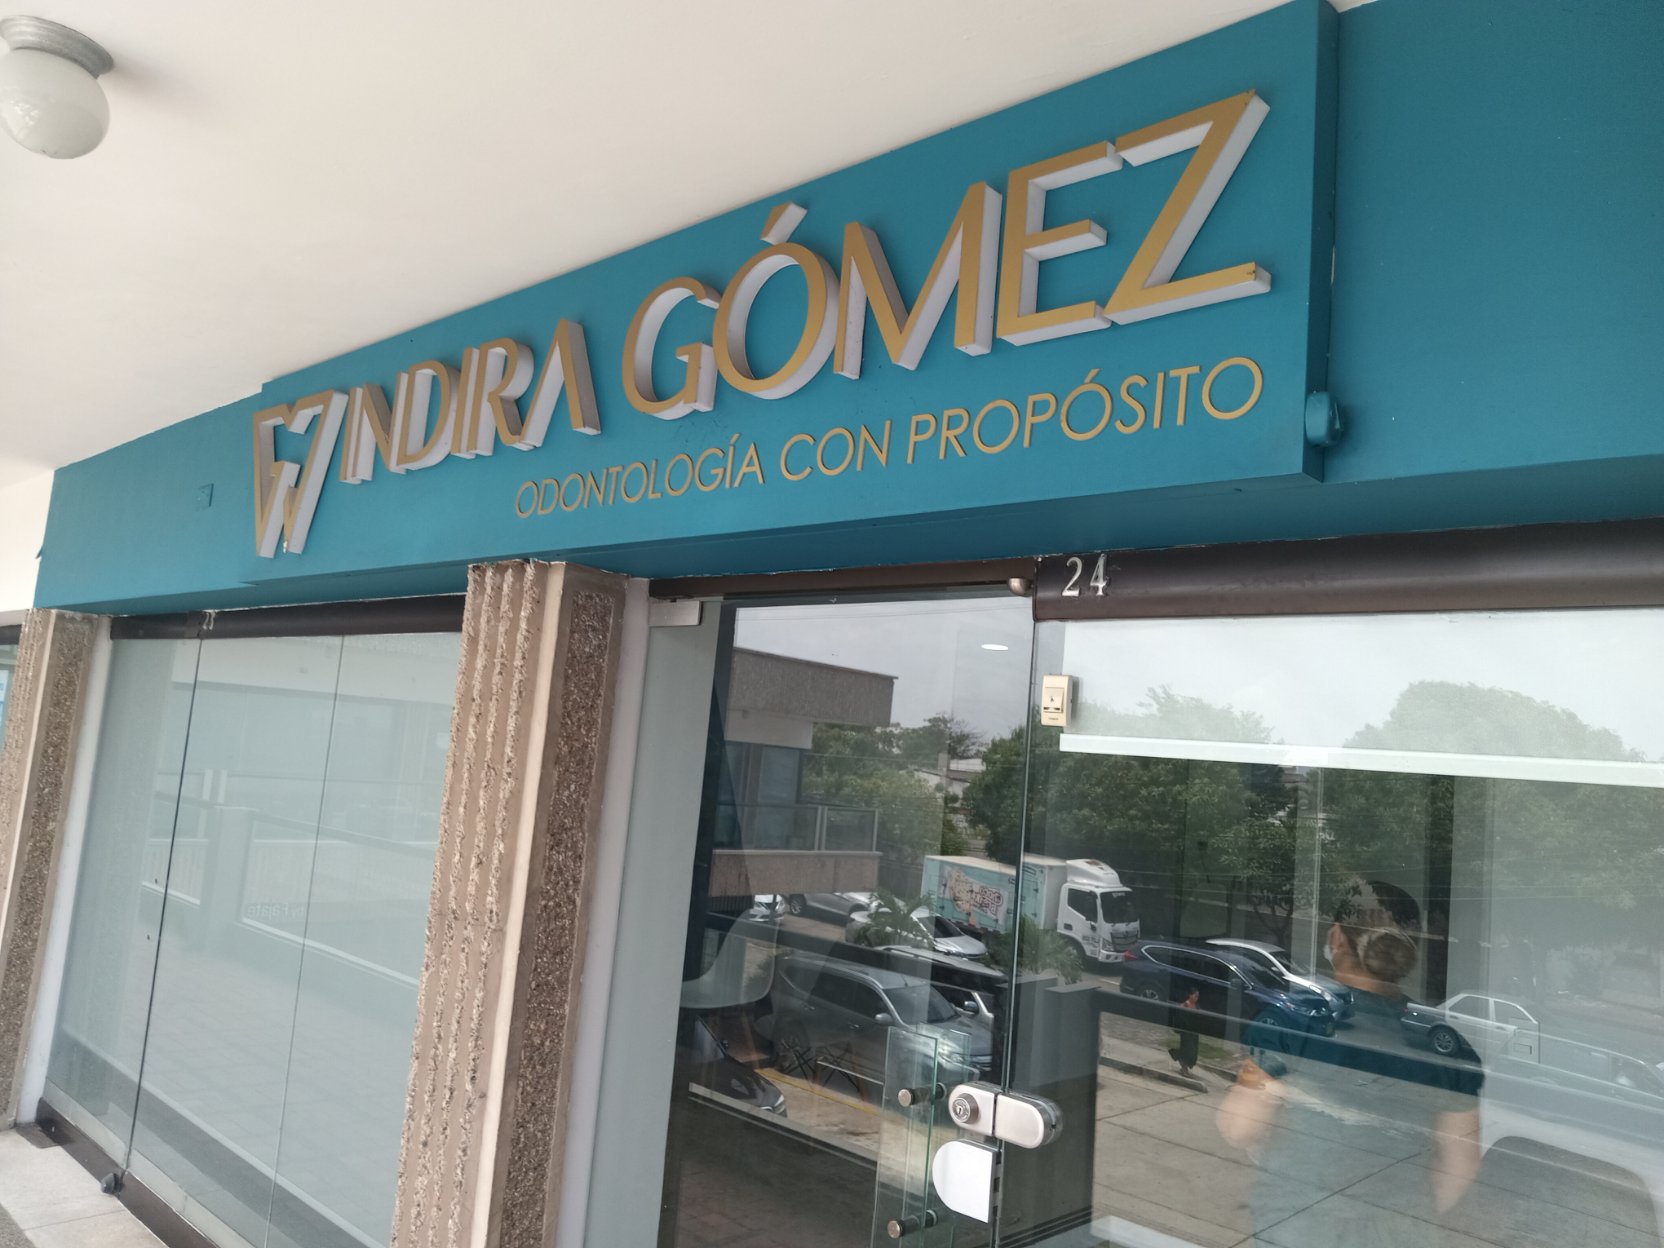 INDIRA GÓMEZ
ODONTOLOGÍA CON PROPÓSITO
24